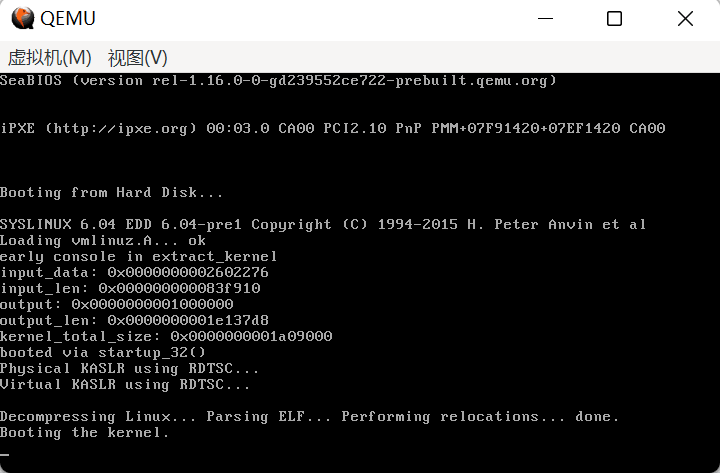 QEMU
虚拟机(M) 视图(V)
SeaBIOS (version rel-1.16.0-0-gd239552ce722-prebuilt.qemu.org)
iPXE (http://ipxe.org) 00:03.0 CA00 PCI2.10 PnP PMM+07F91420+07EF1420 CA00
Booting from Hard Disk...
SYSLINUX 6.04 EDD 6.04-pre1 Copyright (C) 1994-2015 H. Peter Anvin et al
Loading vmlinuz.A... ok
early console in extract_kernel
input_data: 0x0000000002602276
input_len: 0x000000000083f910
output: 0x0000000001000000
output_len: 0x0000000001e137d8
kernel_total_size: 0x0000000001a09000
booted via startup_32()
Physical KASLR using RDTSC...
Virtual KASLR using RDTSC...
Decompressing Linux... Parsing ELF... Performing relocations... done.
Booting the kernel.